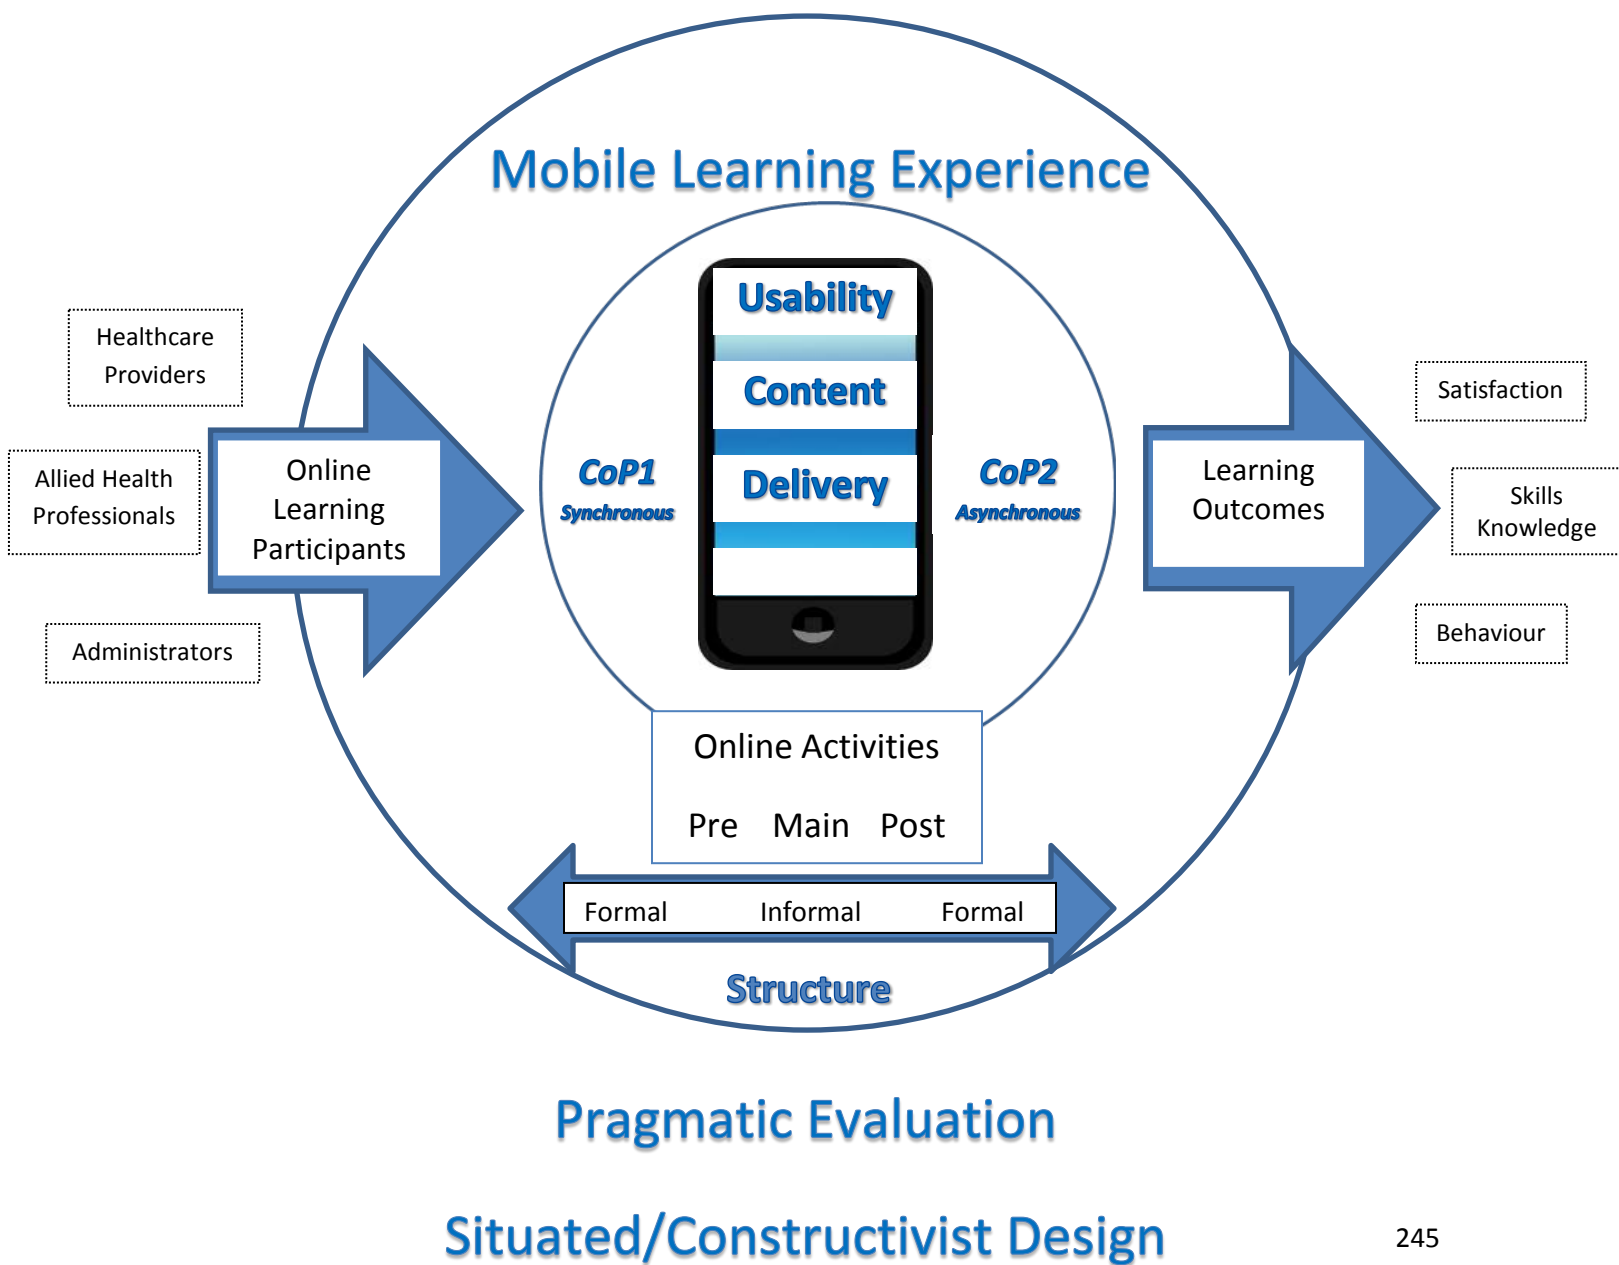 Mobile Learning Experience
Healthcare
Providers
Allied Health
Professionals
Administrators
Online
Learning
Participants
CoP1
Synchronous
Usability
Content
Delivery
CoP2
Asynchronous
Learning
Outcomes
Satisfaction
Skills
Knowledge
Behaviour
Online Activities
Pre Main Post
Formal Informal Formal
Structure
Pragmatic Evaluation
Situated/Constructivist Design
245